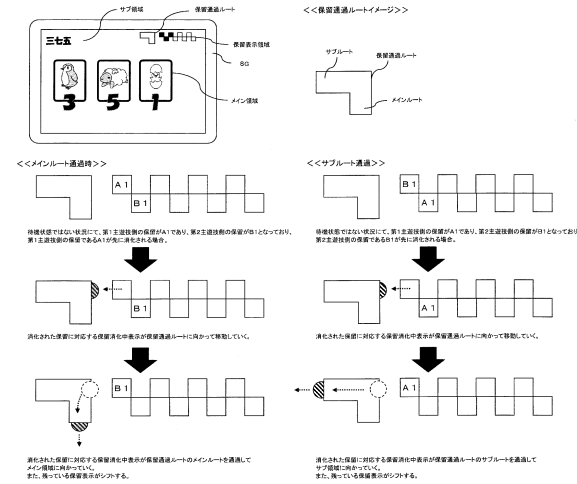 サブ領域
保留通過ルート
三七五
保留表示領域
SG
メイン領域
3 5 1
<<保留通過ルートイメージ>>
サブルート
保留通過ルート
メインルート
<<メインルート通過時>>
A1
B1
待機状態ではない状況にて、第1主遊技側の保留がA1であり、第2主遊技側の保留がB1となっており、
第1主遊技側の保留であるA1が先に消化される場合。
B1
消化された保留に対応する保留消化中表示が保留通過ルートに向かって移動していく。
B1
消化された保留に対応する保留消化中表示が保留通過ルートのメインルートを通過して
メイン領域に向かっていく。
また、残っている保留表示がシフトする。
<<サブルート通過>>
B1
A1
待機状態ではない状況にて、第1主遊技側の保留がA1であり、第2主遊技側の保留がB1となっており
第2主遊技側の保留であるB1が先に消化される場合。
A1
消化された保留に対応する保留消化中表示が保留通過ルートに向かって移動していく。
A1
消化された保留に対応する保留消化中表示が保留通過ルートのサブルートを通過して
サブ領域に向かっていく。
また、残っている保留表示がシフトする。